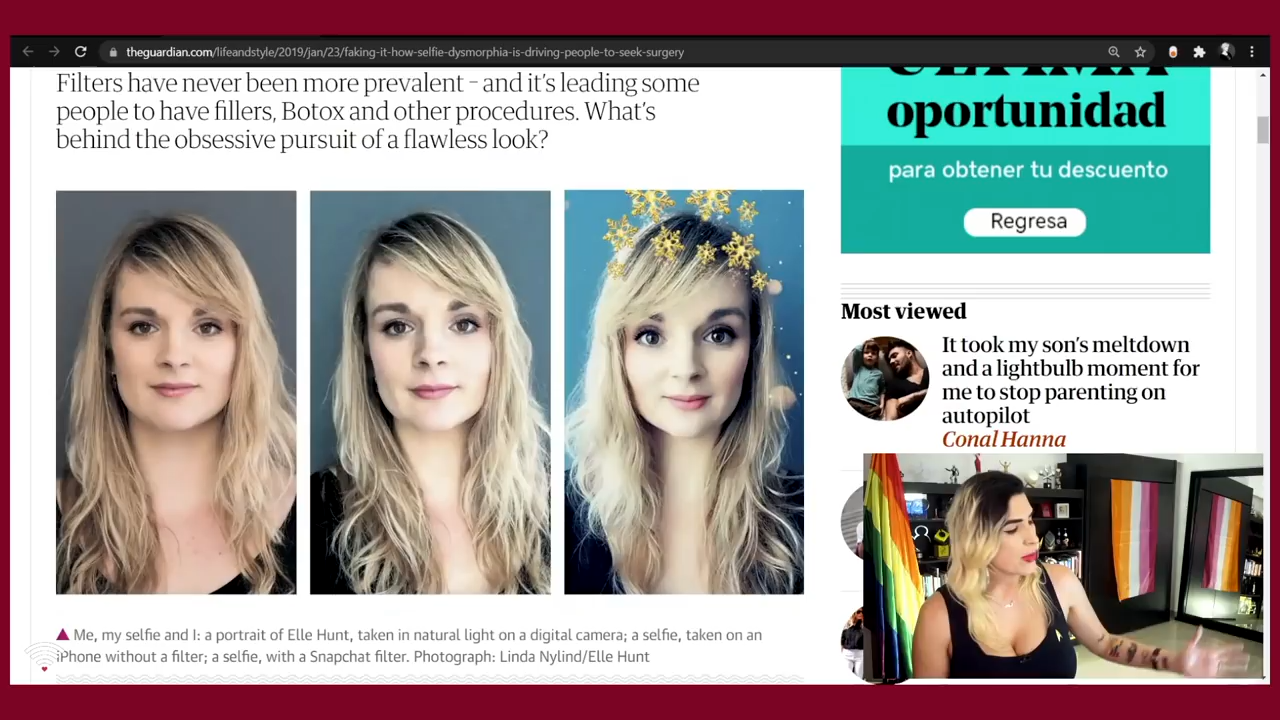 theguardian.com/lifeandstyle/2019/jan/23/faking-it-how-selfie-dysmorphia-is-driving-people-to-seek-surgery
Filters have never been more prevalent – and it's leading some
people to have fillers, Botox and other procedures. What's
behind the obsessive pursuit of a flawless look?
oportunidad
para obtener tu descuento
Regresa
Most viewed
It took my son's meltdown
and a lightbulb moment for
me to stop parenting on
autopilot
Conal Hanna
Me, my selfie and I: a portrait of Elle Hunt, taken in natural light on a digital camera; a selfie, taken on an
iPhone without a filter; a selfie, with a Snapchat filter. Photograph: Linda Nylind/Elle Hunt